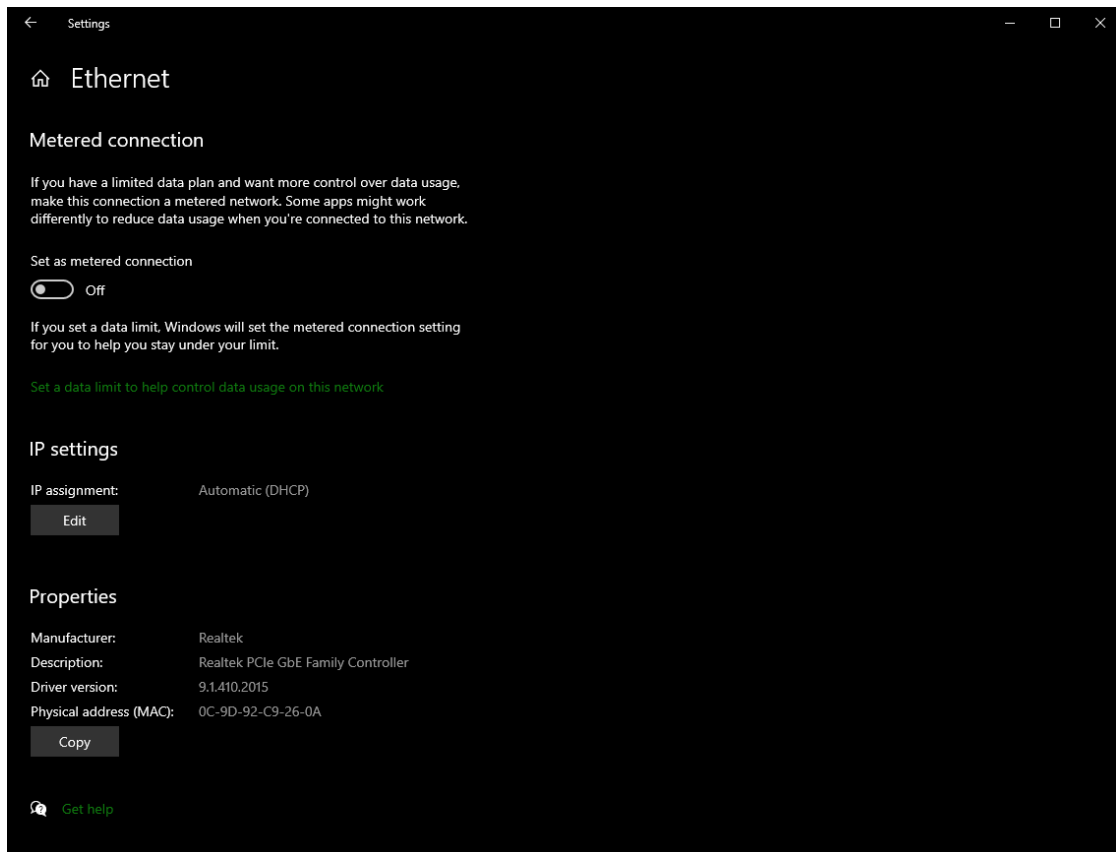 Settings
Ethernet
Metered connection
If you have a limited data plan and want more control over data usage,
make this connection a metered network. Some apps might work
differently to reduce data usage when you're connected to this network.
Set as metered connection
Off
If you set a data limit, Windows will set the metered connection setting
for you to help you stay under your limit.
Set a data limit to help control data usage on this network
IP settings
IP assignment: Automatic (DHCP)
Edit
Properties
Manufacturer: Realtek
Description: Realtek PCIe GbE Family Controller
Driver version: 9.1.410.2015
Physical address (MAC): 0C-9D-92-C9-26-0A
Copy
Get help